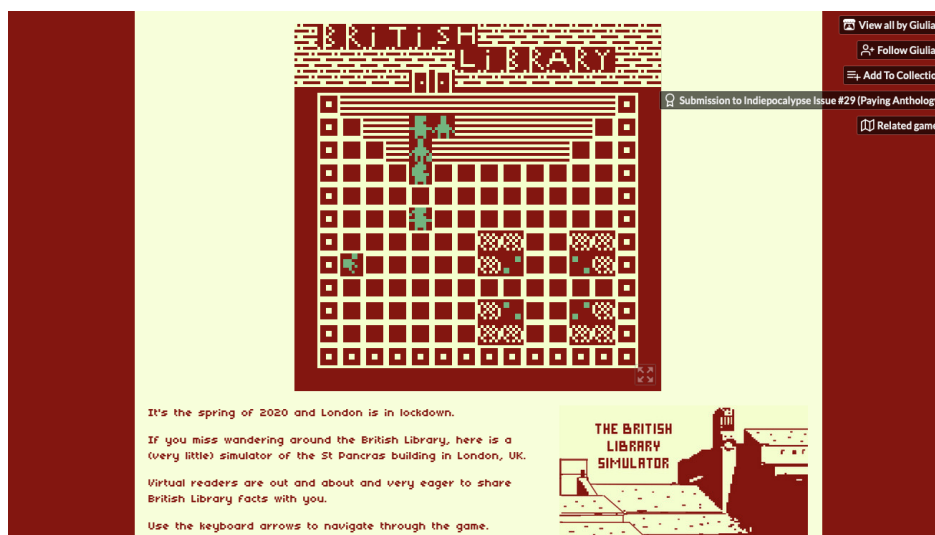 BRITISH
LIBRARY
View all by Giulia
Follow Giulia
Add To Collectio
Submission to Indiepocalypse Issue #29 (Paying Anthology
Related game
It's the spring of 2020 and London is in lockdown.
If you miss wandering around the British Library, here is a
(very little) simulator of the St Pancras building in London, UK.
Virtual readers are out and about and very eager to share
British Library facts with you.
Use the keyboard arrows to navigate through the game.
THE BRITISH
LIBRARY
SIMULATOR